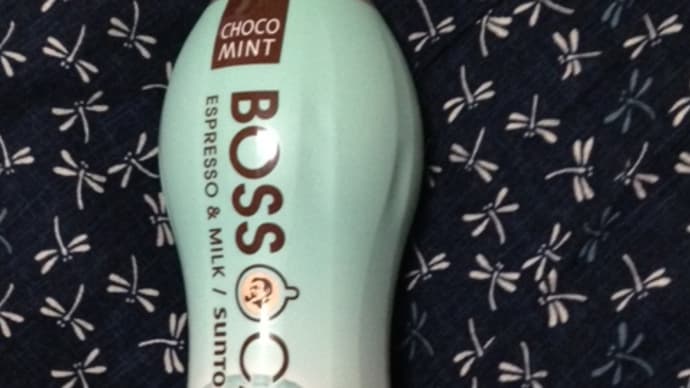 CHOCO
MINT
BOSS
ESPRESSO & MILK / SUNTO